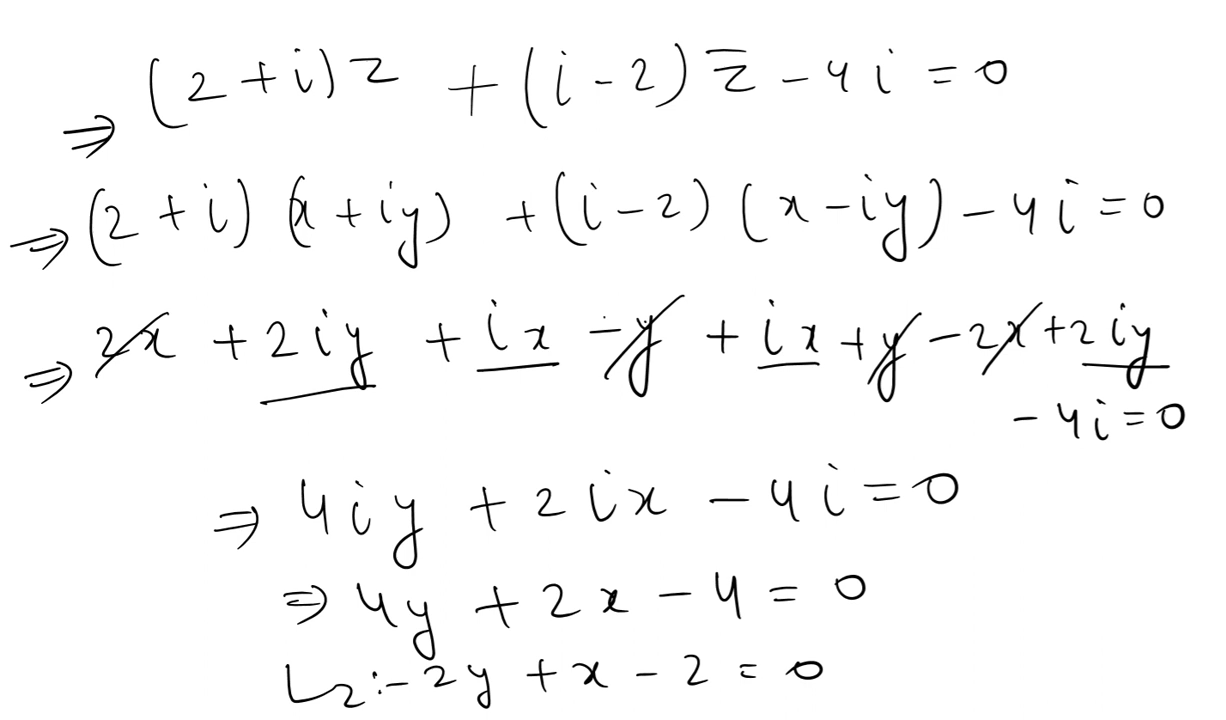 ⇒ (2+i)z + (i-2)z̅ - 4i = 0
⇒ (2+i)(x+iy) + (i-2)(x-iy) - 4i = 0
⇒ 2x + 2iy + ix - y + ix + y - 2x + 2iy
- 4i = 0
⇒ 4iy + 2ix - 4i = 0
⇒ 4y + 2x - 4 = 0
L₂:- 2y + x - 2 = 0